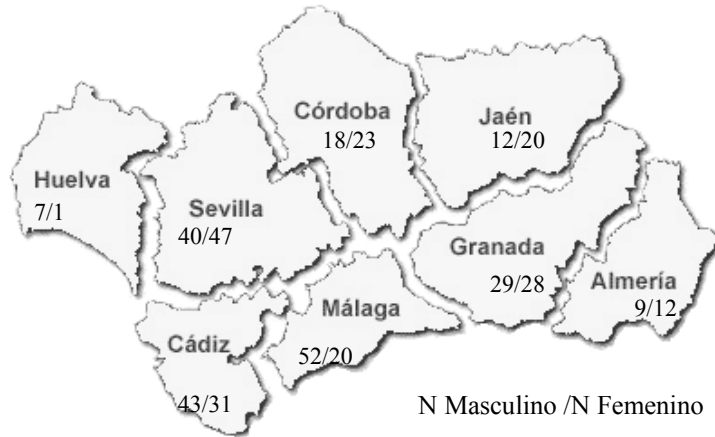 Córdoba
18/23
Jaén
12/20
Huelva
7/1
Sevilla
40/47
Granada
29/28
Almería
9/12
Málaga
52/20
Cádiz
43/31
N Masculino /N Femenino